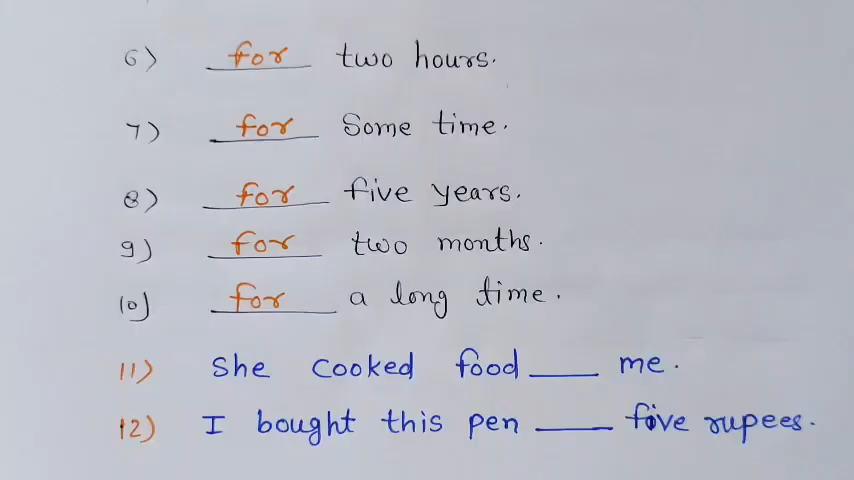 6) for two hours.
7) for Some time.
8) for five years.
9) for two months.
10) for a long time.
11) She cooked food ____ me.
12) I bought this pen ____ five rupees.